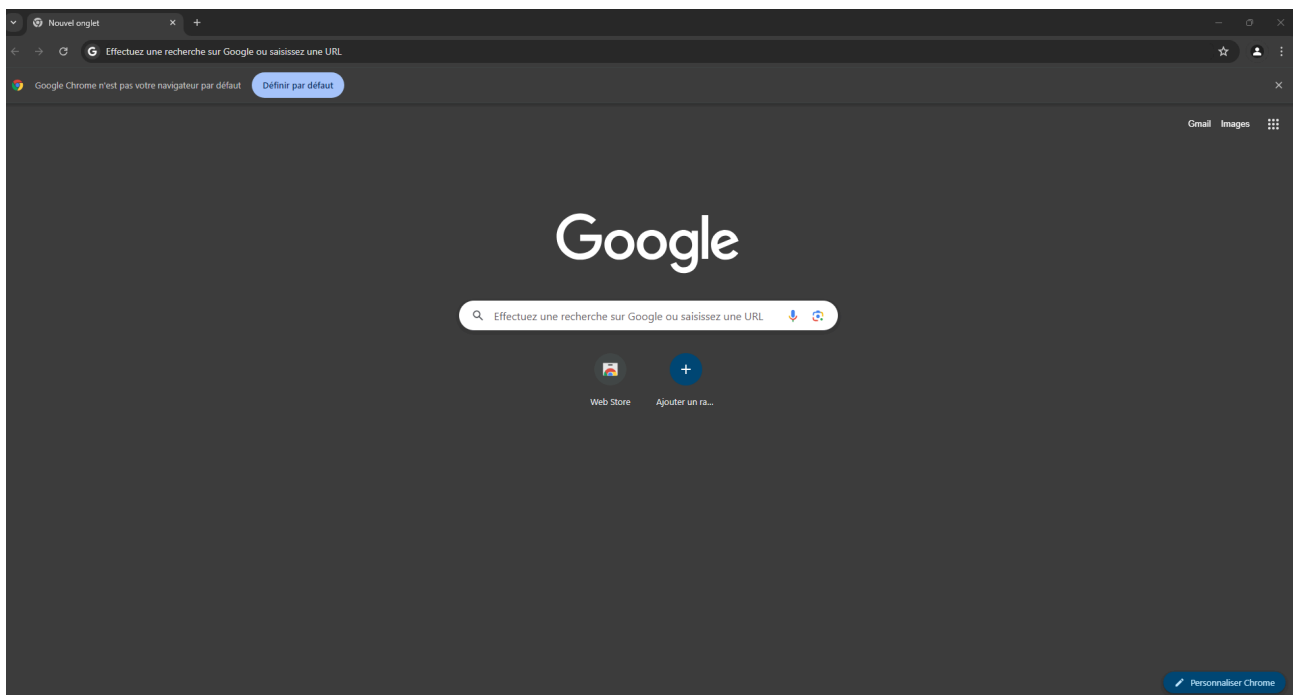 Nouvel onglet
Effectuez une recherche sur Google ou saisissez une URL
Google Chrome n'est pas votre navigateur par défaut
Définir par défaut
Gmail Images
Google
Effectuez une recherche sur Google ou saisissez une URL
Web Store
Ajouter un ra...
Personnaliser Chrome